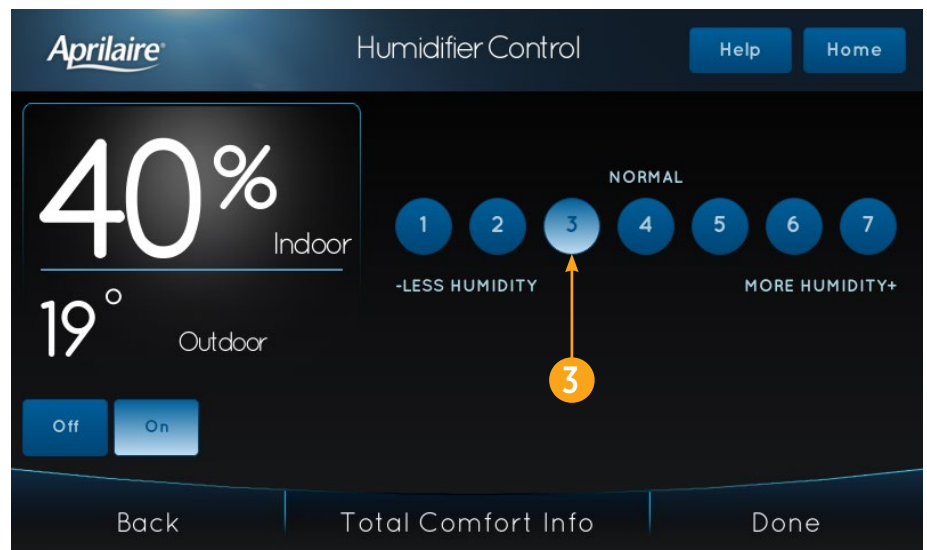 Aprilaire
Humidifier Control
Help
Home
40%
Indoor
19°
Outdoor
NORMAL
1 2 3 4 5 6 7
-LESS HUMIDITY
MORE HUMIDITY+
3
Off
On
Back
Total Comfort Info
Done